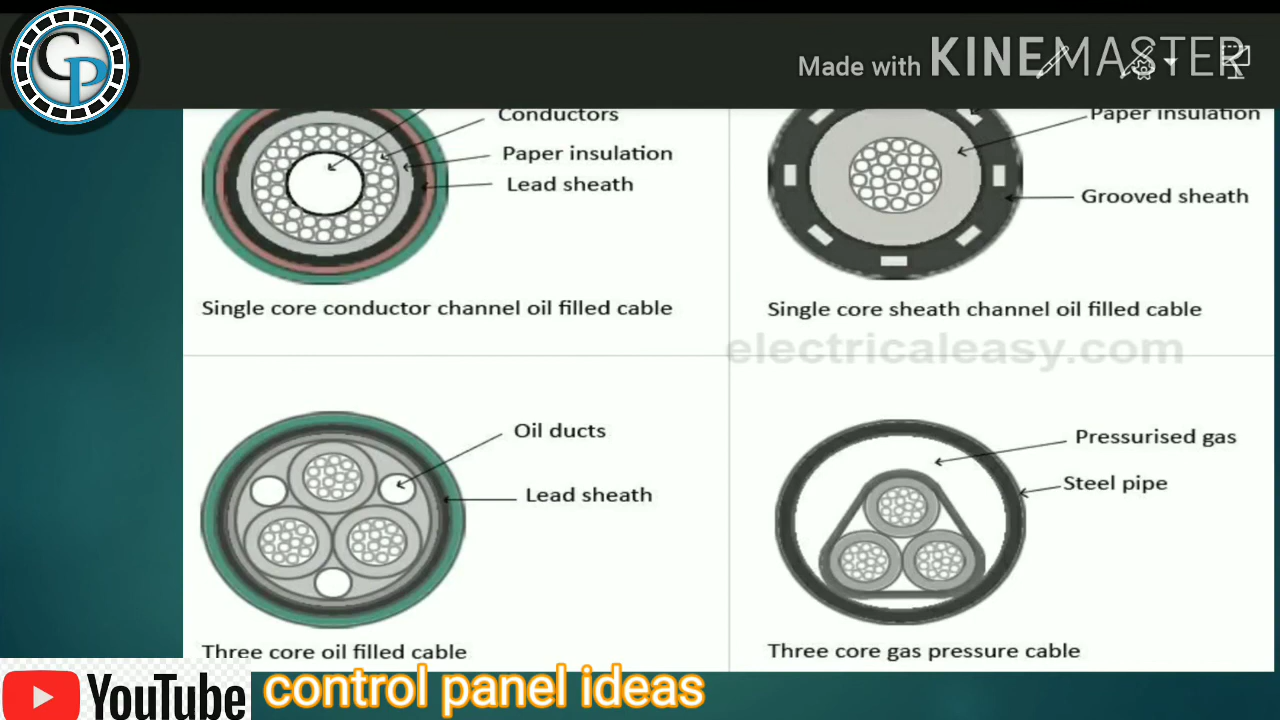 CP
Made with KINEMASTER
Conductors
Paper insulation
Lead sheath
Single core conductor channel oil filled cable
Paper insulation
Grooved sheath
Single core sheath channel oil filled cable
electricaleasy.com
Oil ducts
Lead sheath
Three core oil filled cable
Pressurised gas
Steel pipe
Three core gas pressure cable
YouTube
control panel ideas